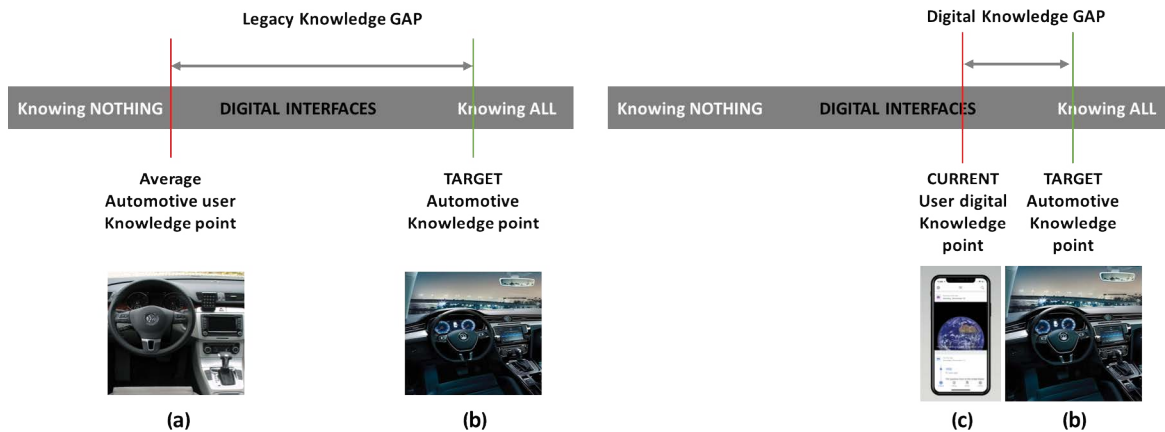 Legacy Knowledge GAP
Knowing NOTHING DIGITAL INTERFACES Knowing ALL
Average
Automotive user
Knowledge point
TARGET
Automotive
Knowledge point
(a)
(b)
Digital Knowledge GAP
Knowing NOTHING DIGITAL INTERFACES Knowing ALL
CURRENT
User digital
Knowledge
point
TARGET
Automotive
Knowledge
point
(c)
(b)